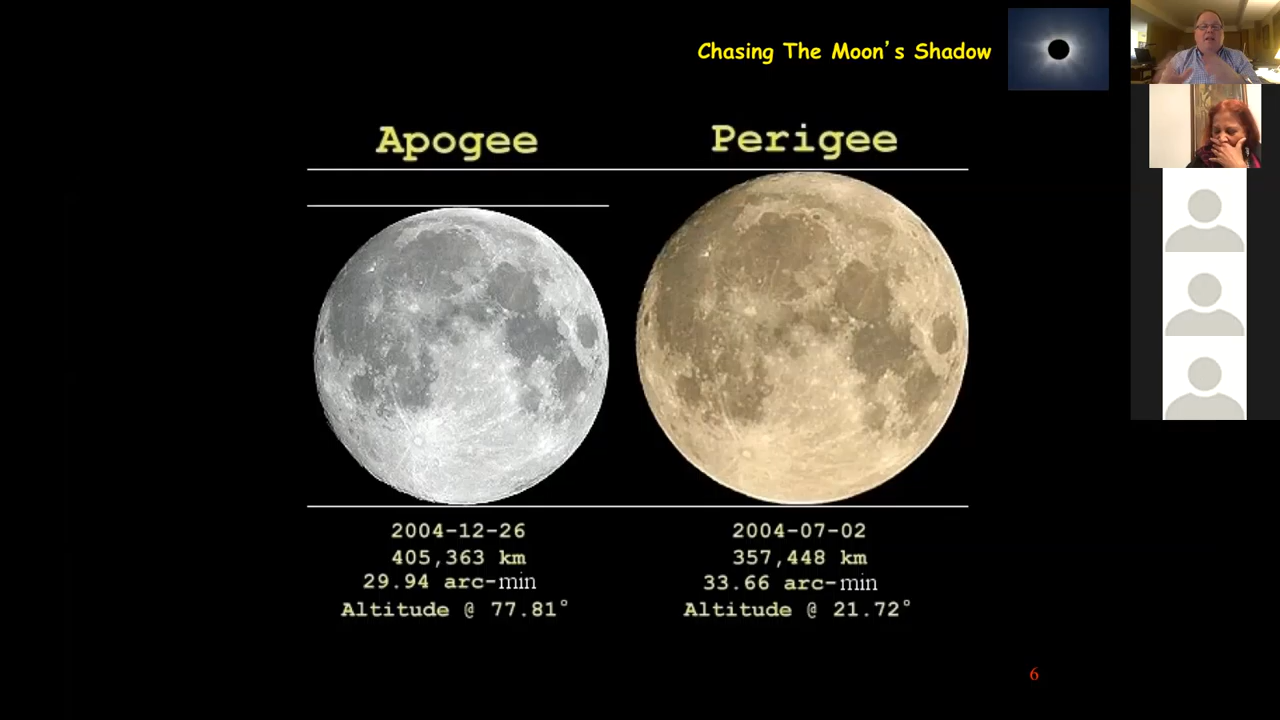 Chasing The Moon's Shadow
Apogee
Perigee
2004-12-26
405,363 km
29.94 arc-min
Altitude @ 77.81°
2004-07-02
357,448 km
33.66 arc-min
Altitude @ 21.72°
6